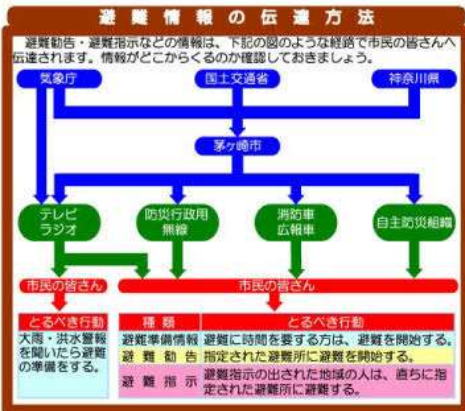 避難情報の伝達方法
避難勧告・避難指示などの情報は、下記の図のような経路で市民の皆さんへ
伝達されます。情報がどこからくるのか確認しておきましょう。
気象庁
国土交通省
神奈川県
茅ヶ崎市
テレビ
ラジオ
防災行政用
無線
消防車
広報車
自主防災組織
市民の皆さん
市民の皆さん
とるべき行動
大雨・洪水警報
を聞いたら避難
の準備をする。
種類 とるべき行動
避難準備情報 避難に時間を要する方は、避難を開始する。
避難勧告 指定された避難所に避難を開始する。
避難指示 避難指示の出された地域の人は、直ちに指
定された避難所に避難する。